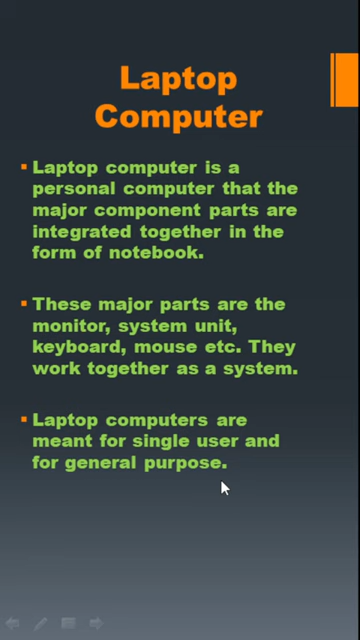 Laptop
Computer
▪ Laptop computer is a
personal computer that the
major component parts are
integrated together in the
form of notebook.
▪ These major parts are the
monitor, system unit,
keyboard, mouse etc. They
work together as a system.
▪ Laptop computers are
meant for single user and
for general purpose.